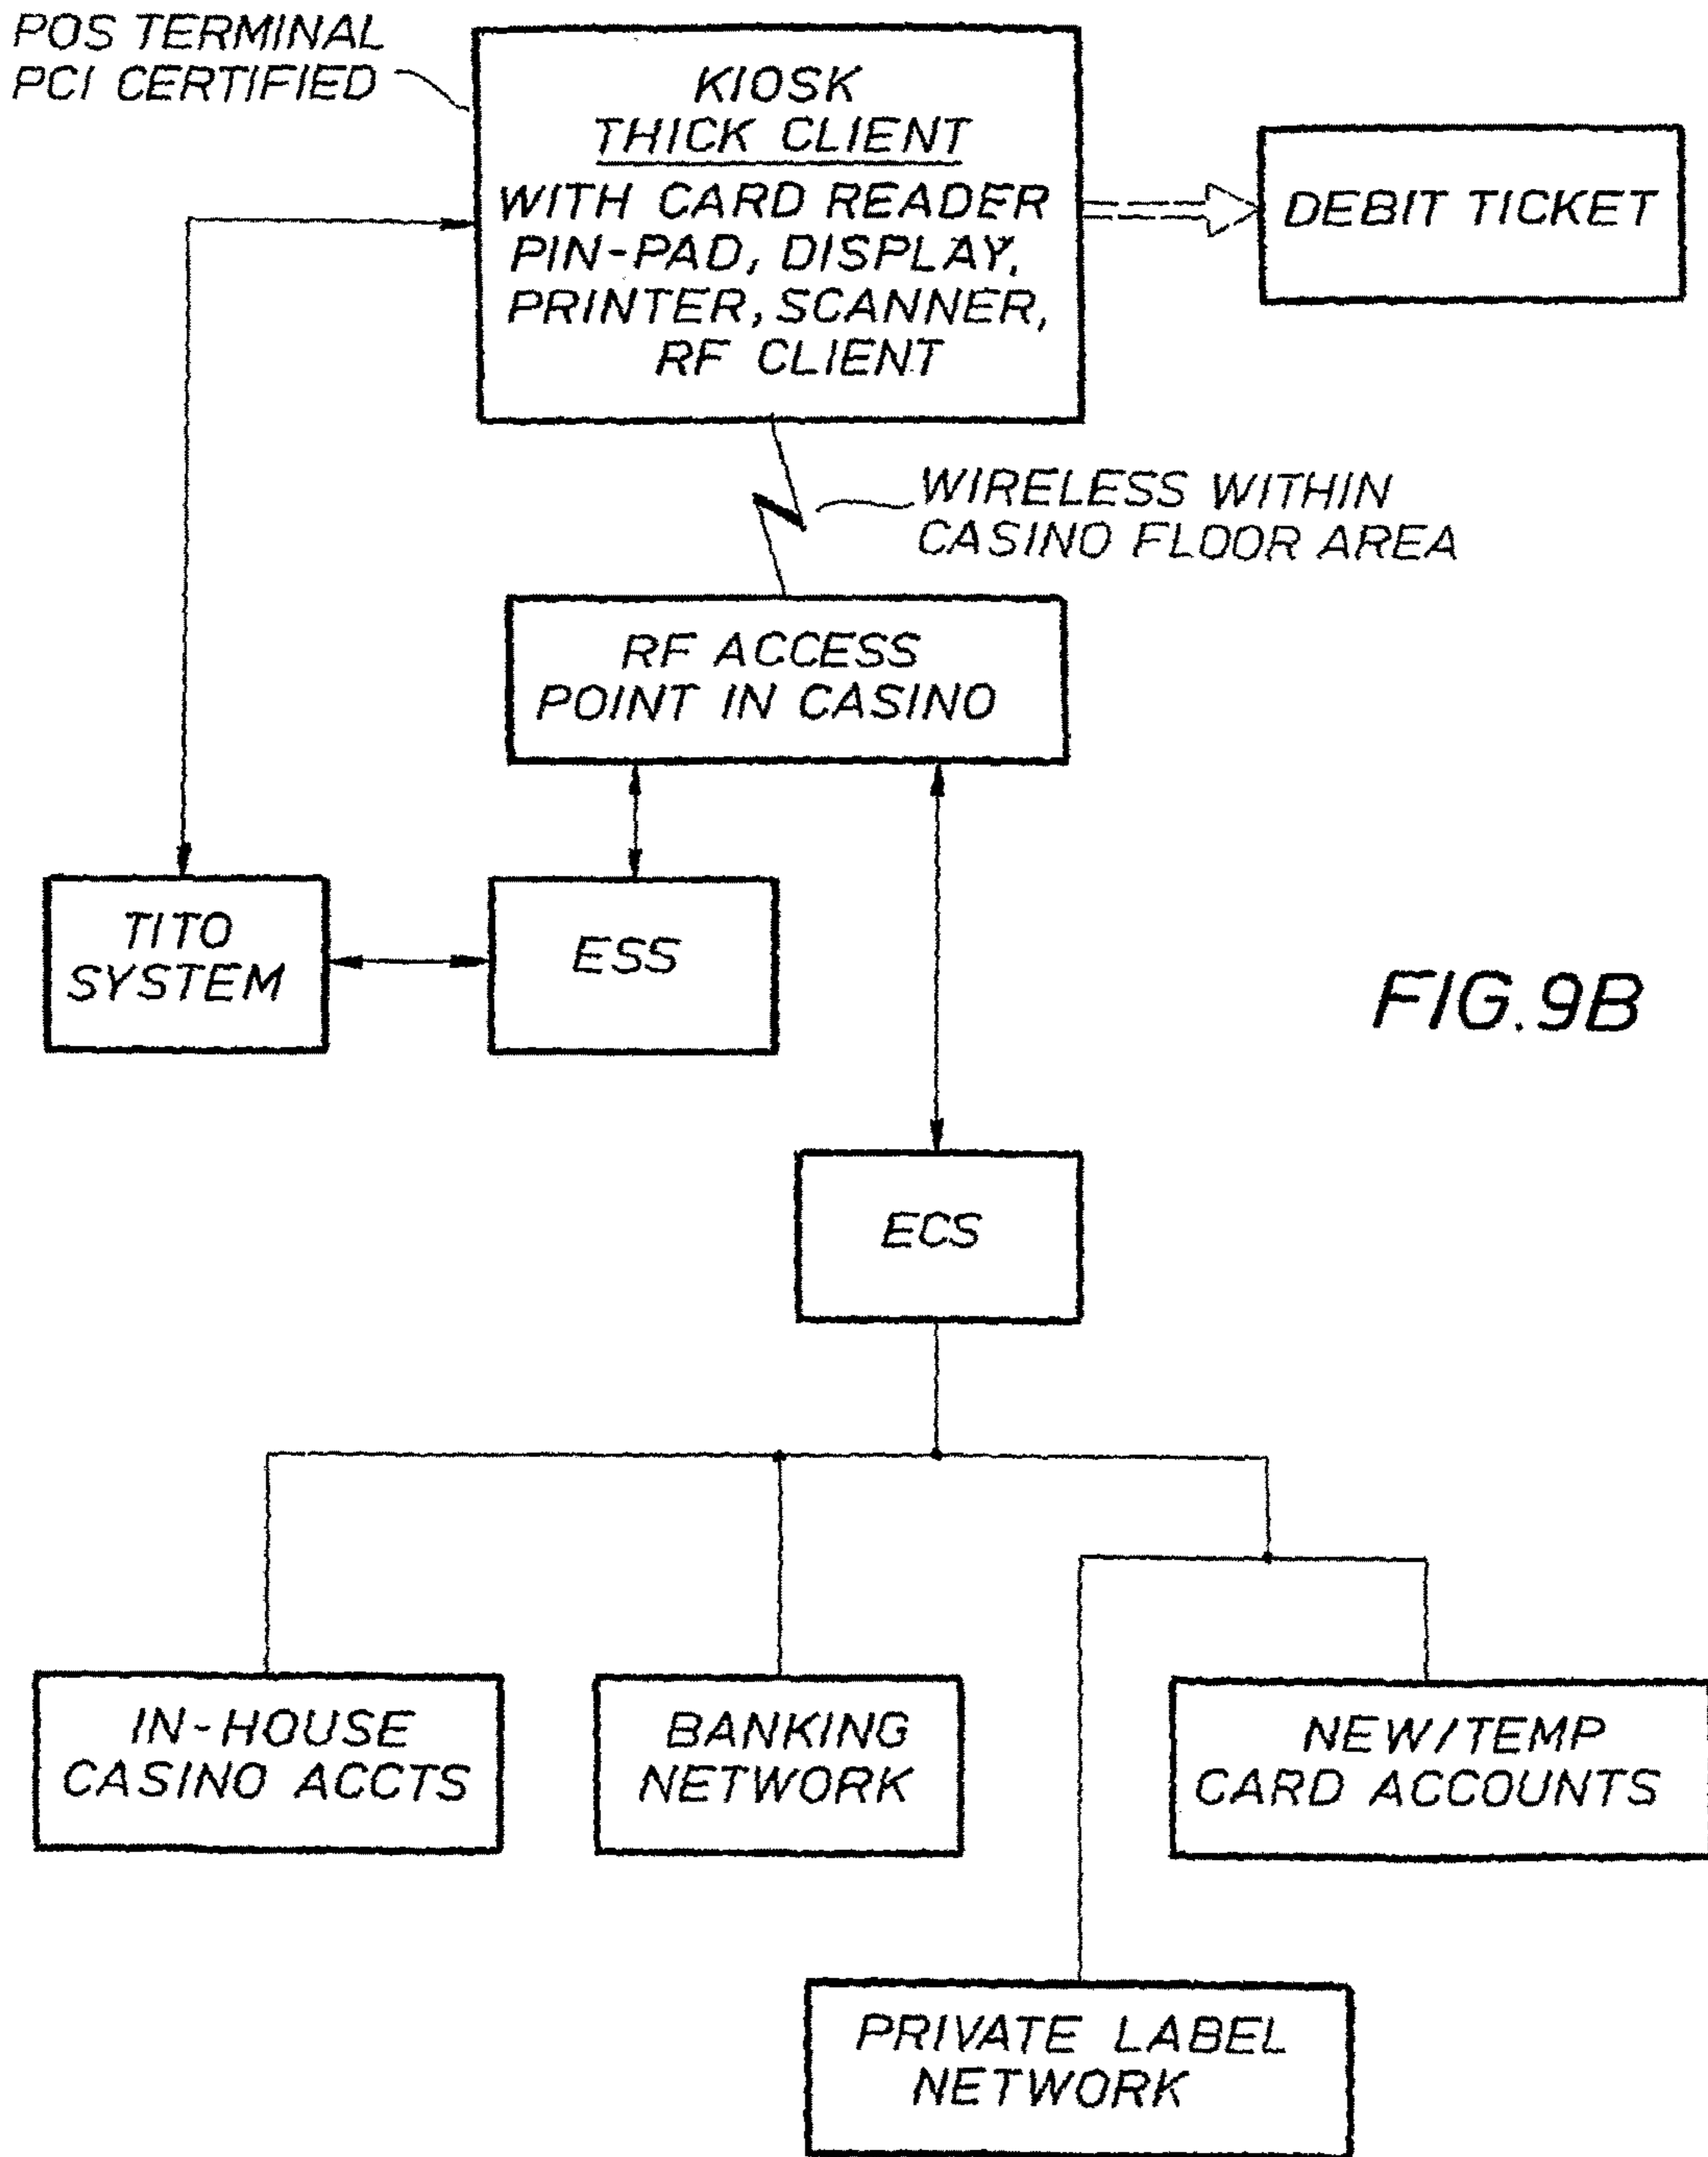 POS TERMINAL
PCI CERTIFIED
KIOSK
THICK CLIENT
WITH CARD READER
PIN-PAD, DISPLAY,
PRINTER, SCANNER,
RF CLIENT
DEBIT TICKET
WIRELESS WITHIN
CASINO FLOOR AREA
RF ACCESS
POINT IN CASINO
TITO
SYSTEM
ESS
FIG. 9B
ECS
IN-HOUSE
CASINO ACCTS
BANKING
NETWORK
NEW/TEMP
CARD ACCOUNTS
PRIVATE LABEL
NETWORK